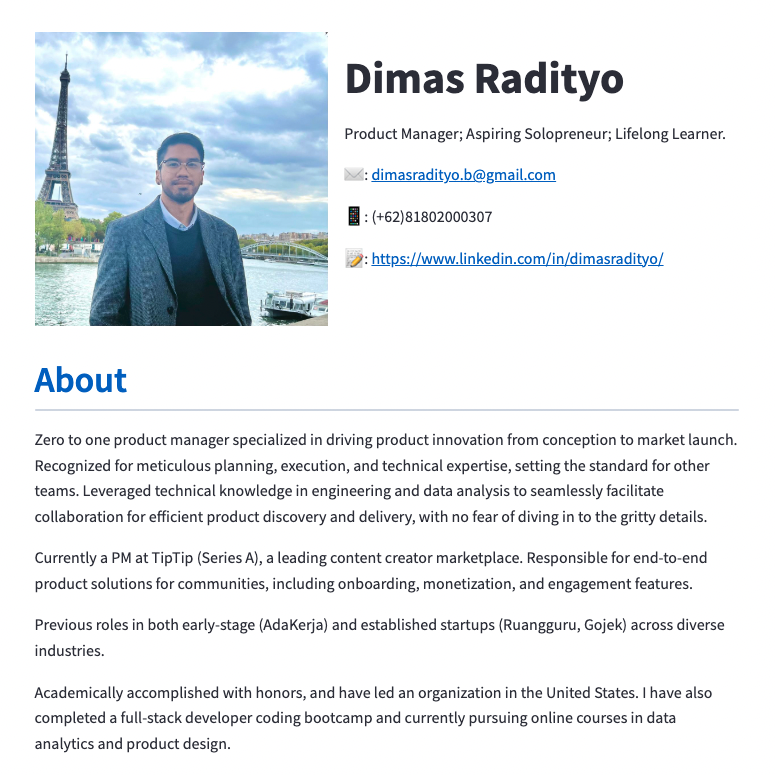 Dimas Radityo
Product Manager; Aspiring Solopreneur; Lifelong Learner.
✉️: dimasradityo.b@gmail.com
📱: (+62)81802000307
📝: https://www.linkedin.com/in/dimasradityo/
About
Zero to one product manager specialized in driving product innovation from conception to market launch.
Recognized for meticulous planning, execution, and technical expertise, setting the standard for other
teams. Leveraged technical knowledge in engineering and data analysis to seamlessly facilitate
collaboration for efficient product discovery and delivery, with no fear of diving in to the gritty details.
Currently a PM at TipTip (Series A), a leading content creator marketplace. Responsible for end-to-end
product solutions for communities, including onboarding, monetization, and engagement features.
Previous roles in both early-stage (AdaKerja) and established startups (Ruangguru, Gojek) across diverse
industries.
Academically accomplished with honors, and have led an organization in the United States. I have also
completed a full-stack developer coding bootcamp and currently pursuing online courses in data
analytics and product design.